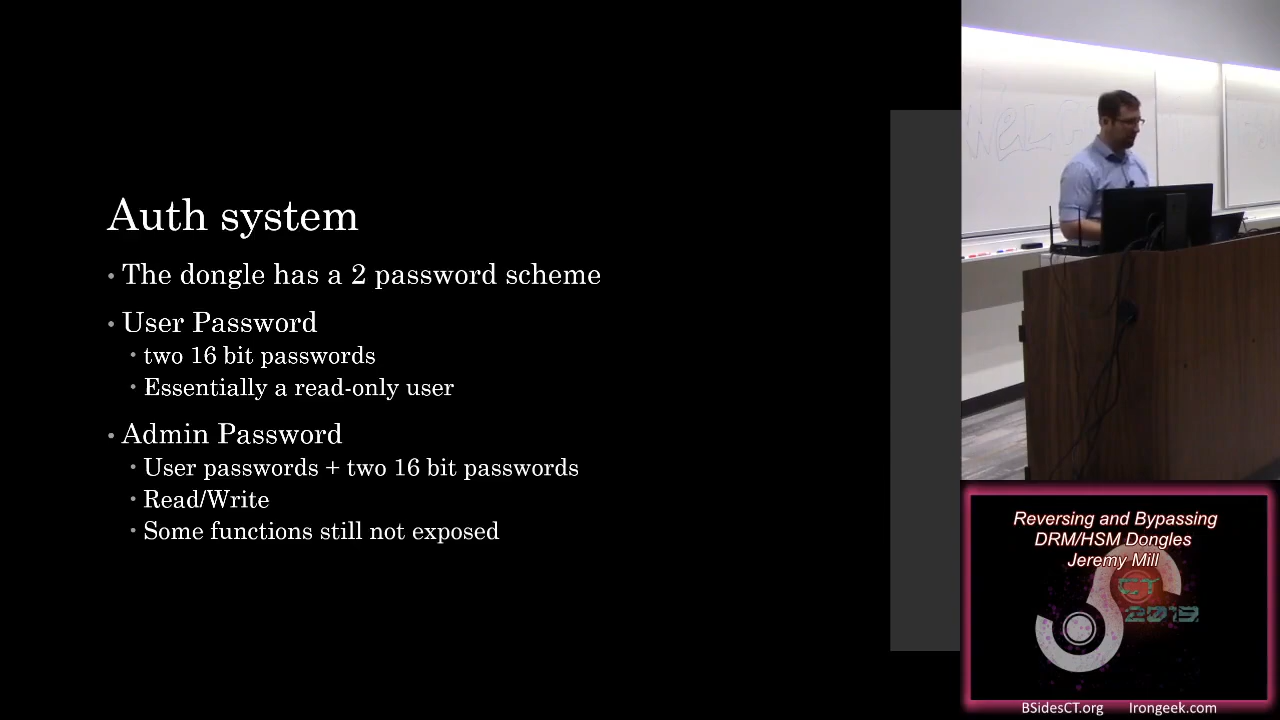 Auth system
• The dongle has a 2 password scheme
• User Password
• two 16 bit passwords
• Essentially a read-only user
• Admin Password
• User passwords + two 16 bit passwords
• Read/Write
• Some functions still not exposed
Reversing and Bypassing
DRM/HSM Dongles
Jeremy Mill
CT
2019
BSidesCT.org Irongeek.com